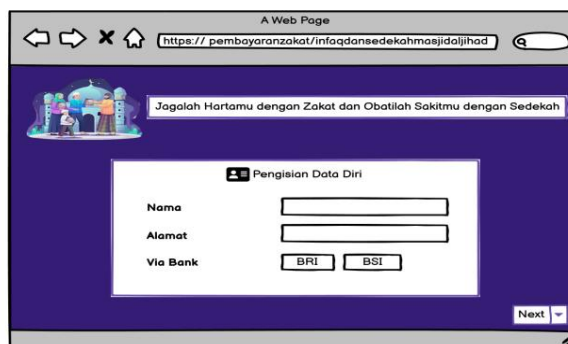 A Web Page
https:// pembayaranzakat/infaqdansedekahmasjidaljihad
Jagalah Hartamu dengan Zakat dan Obatilah Sakitmu dengan Sedekah
Pengisian Data Diri
Nama
Alamat
Via Bank BRI BSI
Next